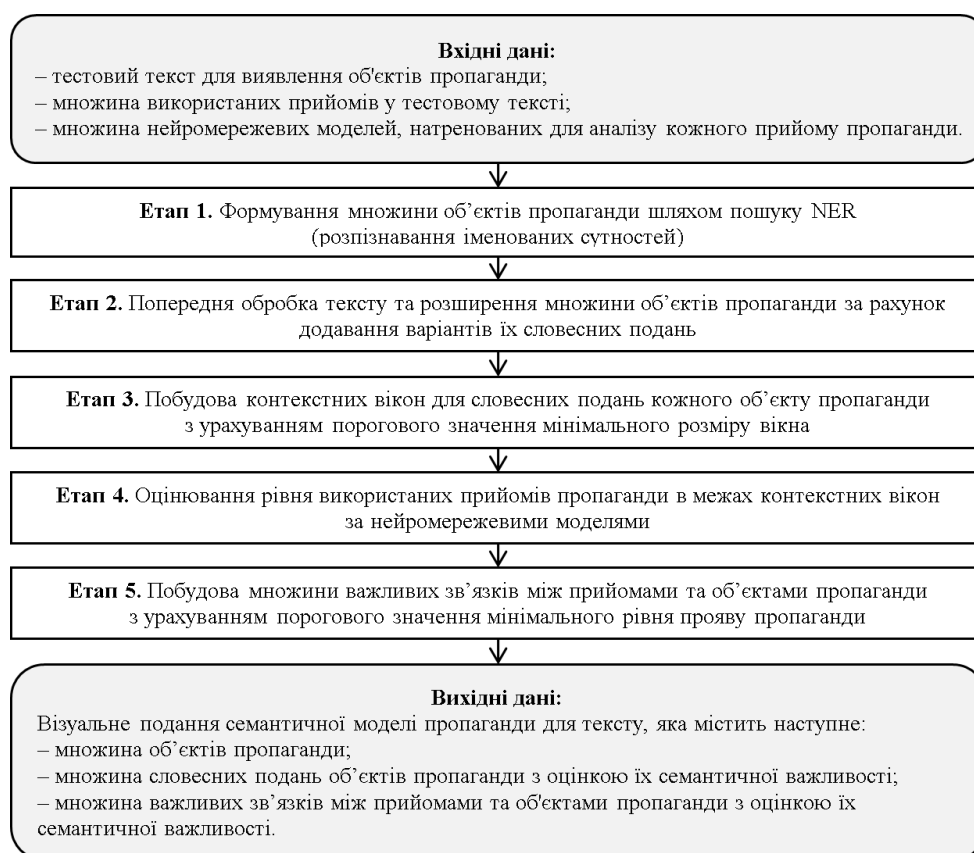 Вхідні дані:
– тестовий текст для виявлення об'єктів пропаганди;
– множина використаних прийомів у тестовому тексті;
– множина нейромережевих моделей, натренованих для аналізу кожного прийому пропаганди.
Етап 1. Формування множини об’єктів пропаганди шляхом пошуку NER
(розпізнавання іменованих сутностей)
Етап 2. Попередня обробка тексту та розширення множини об’єктів пропаганди за рахунок
додавання варіантів їх словесних подань
Етап 3. Побудова контекстних вікон для словесних подань кожного об’єкту пропаганди
з урахуванням порогового значення мінімального розміру вікна
Етап 4. Оцінювання рівня використаних прийомів пропаганди в межах контекстних вікон
за нейромережевими моделями
Етап 5. Побудова множини важливих зв’язків між прийомами та об’єктами пропаганди
з урахуванням порогового значення мінімального рівня прояву пропаганди
Вихідні дані:
Візуальне подання семантичної моделі пропаганди для тексту, яка містить наступне:
– множина об’єктів пропаганди;
– множина словесних подань об’єктів пропаганди з оцінкою їх семантичної важливості;
– множина важливих зв’язків між прийомами та об'єктами пропаганди з оцінкою їх
семантичної важливості.